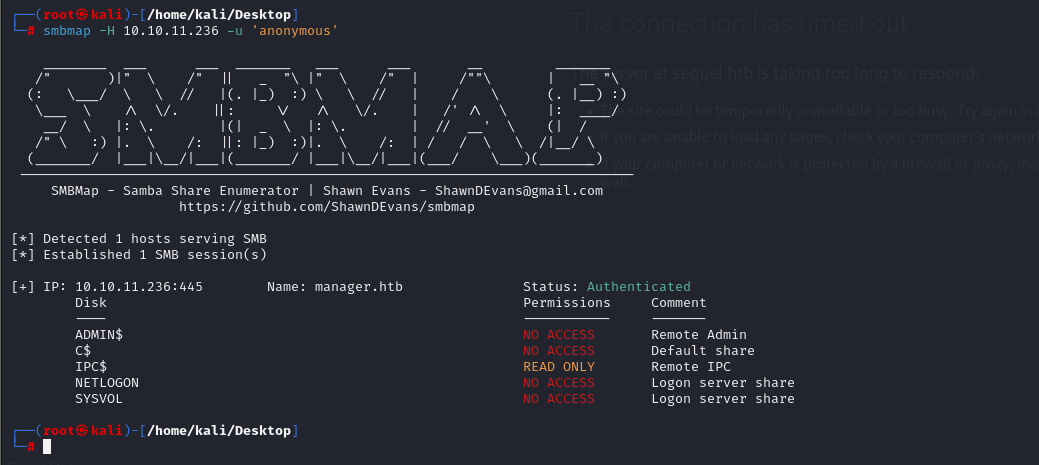 ┌──(root㉿kali)-[/home/kali/Desktop]
└─# smbmap -H 10.10.11.236 -u 'anonymous'
SMBMAP
SMBMap - Samba Share Enumerator | Shawn Evans - ShawnDEvans@gmail.com
https://github.com/ShawnDEvans/smbmap
[*] Detected 1 hosts serving SMB
[*] Established 1 SMB session(s)
[+] IP: 10.10.11.236:445 Name: manager.htb Status: Authenticated
Disk Permissions Comment
---- ----------- -------
ADMIN$ NO ACCESS Remote Admin
C$ NO ACCESS Default share
IPC$ READ ONLY Remote IPC
NETLOGON NO ACCESS Logon server share
SYSVOL NO ACCESS Logon server share
┌──(root㉿kali)-[/home/kali/Desktop]
└─#
The connection has timed out
The server at sequel.htb is taking too long to respond.
The site could be temporarily unavailable or too busy. Try again in
If you are unable to load any pages, check your computer's network
If your computer or network is protected by a firewall or proxy, ma
web.